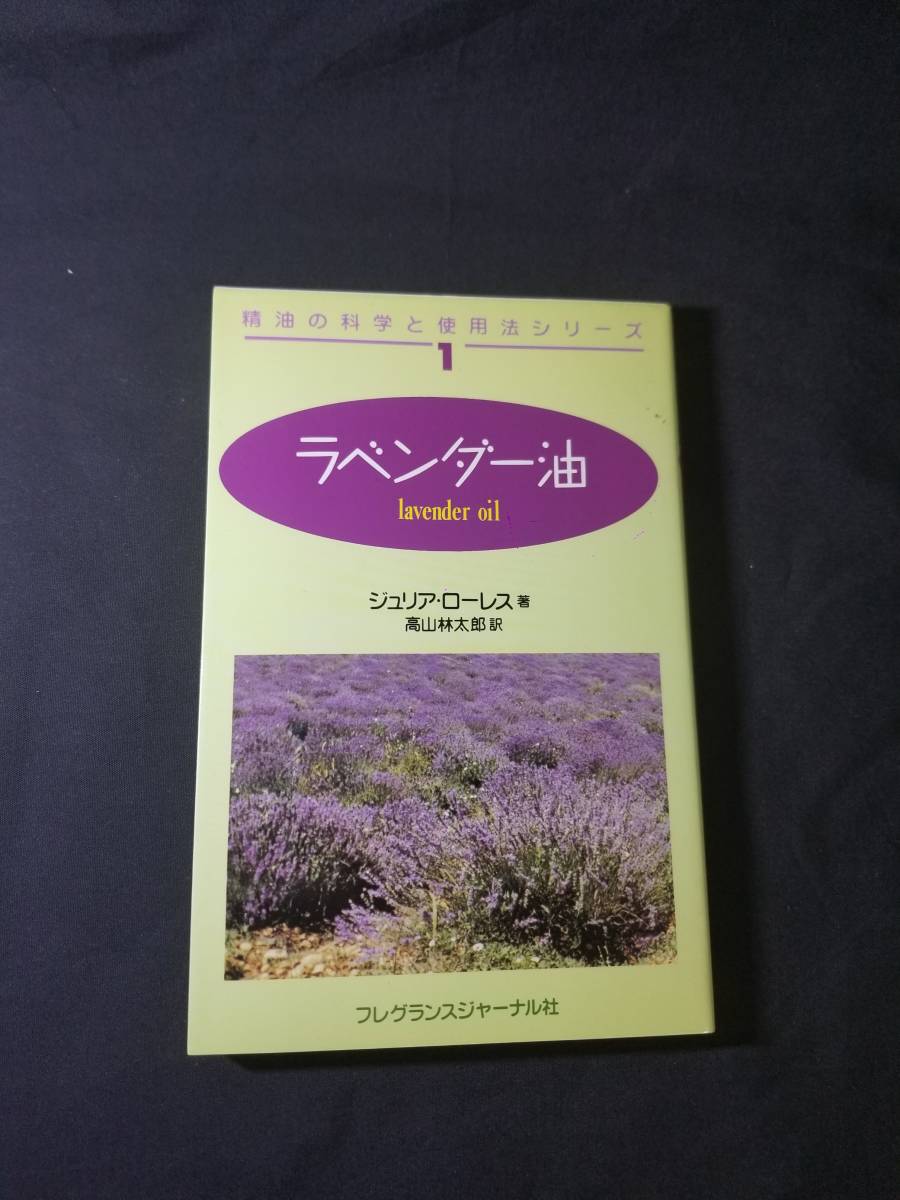 精油の科学と使用法シリーズ
1
ラベンダー油
lavender oil
ジュリア・ローレス 著
高山林太郎 訳
フレグランスジャーナル社